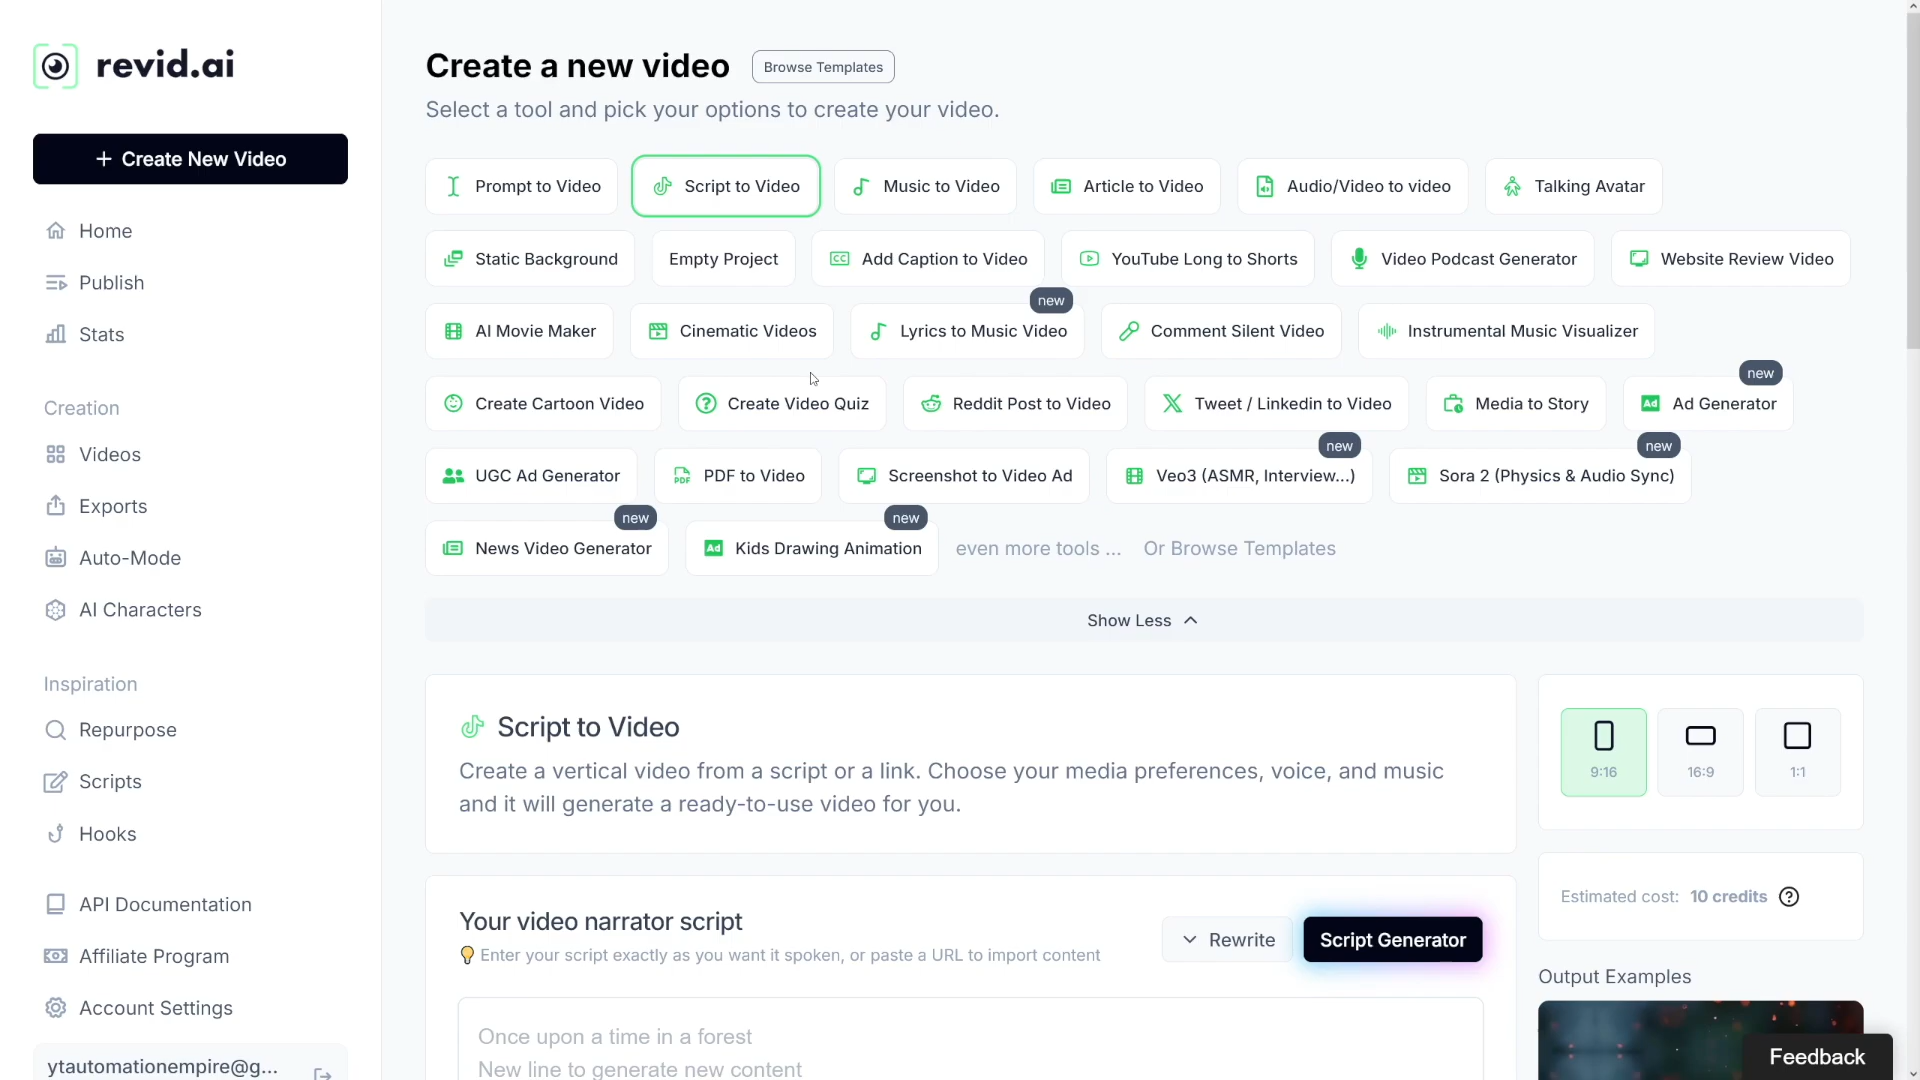 revid.ai
+ Create New Video
Home
Publish
Stats
Creation
Videos
Exports
Auto-Mode
AI Characters
Inspiration
Repurpose
Scripts
Hooks
API Documentation
Affiliate Program
Account Settings
ytautomationempire@g...
Create a new video
Browse Templates
Select a tool and pick your options to create your video.
Prompt to Video
Script to Video
Music to Video
Article to Video
Audio/Video to video
Talking Avatar
Static Background
Empty Project
CC Add Caption to Video
YouTube Long to Shorts
Video Podcast Generator
Website Review Video
AI Movie Maker
Cinematic Videos
new
Lyrics to Music Video
Comment Silent Video
Instrumental Music Visualizer
Create Cartoon Video
Create Video Quiz
Reddit Post to Video
Tweet / Linkedin to Video
Media to Story
new
Ad Ad Generator
UGC Ad Generator
PDF PDF to Video
Screenshot to Video Ad
new
Veo3 (ASMR, Interview...)
new
Sora 2 (Physics & Audio Sync)
new
News Video Generator
new
Ad Kids Drawing Animation
even more tools ...
Or Browse Templates
Show Less
Script to Video
Create a vertical video from a script or a link. Choose your media preferences, voice, and music
and it will generate a ready-to-use video for you.
9:16
16:9
1:1
Estimated cost: 10 credits ?
Your video narrator script
Enter your script exactly as you want it spoken, or paste a URL to import content
Rewrite
Script Generator
Once upon a time in a forest
New line to generate new content
Output Examples
Feedback